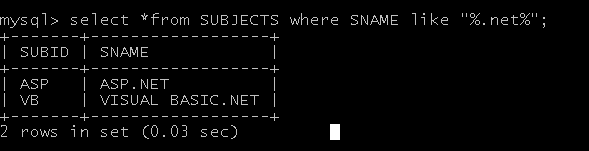 mysql> select *from SUBJECTS where SNAME like "%.net%";
+-------+------------------+
| SUBID | SNAME            |
+-------+------------------+
| ASP   | ASP.NET          |
| VB    | VISUAL BASIC.NET |
+-------+------------------+
2 rows in set (0.03 sec)